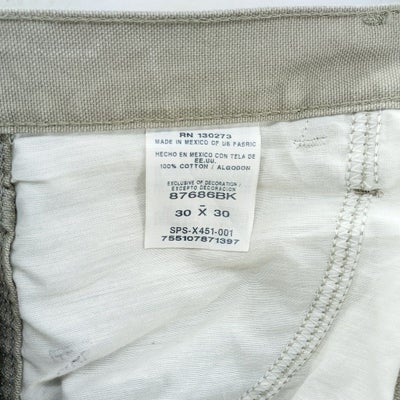 RN 130273
MADE IN MEXICO OF US FABRIC
HECHO EN MEXICO CON TELA DE
EE.UU.
100% COTTON / ALGODON
EXCLUSIVE OF DECORATION /
EXCEPTO DECORACION
87686BK
-
30 X 30
SPS-X451-001
755107871397